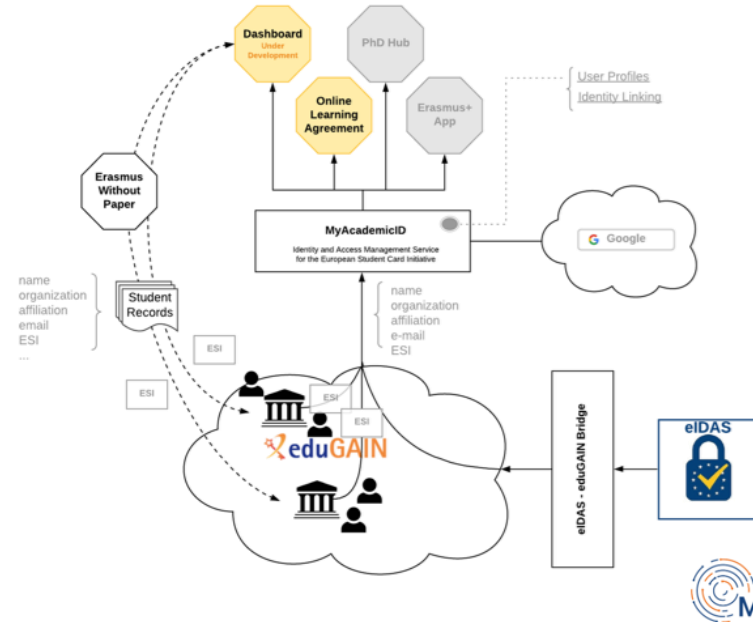 Dashboard
Under
Development
PhD Hub
Online
Learning
Agreement
Erasmus+
App
User Profiles
Identity Linking
Erasmus
Without
Paper
MyAcademicID
Identity and Access Management Service
for the European Student Card Initiative
Google
name
organization
affiliation
email
ESI
...
Student
Records
name
organization
affiliation
e-mail
ESI
ESI
ESI
ESI
ESI
eduGAIN
eIDAS - eduGAIN Bridge
eIDAS
M